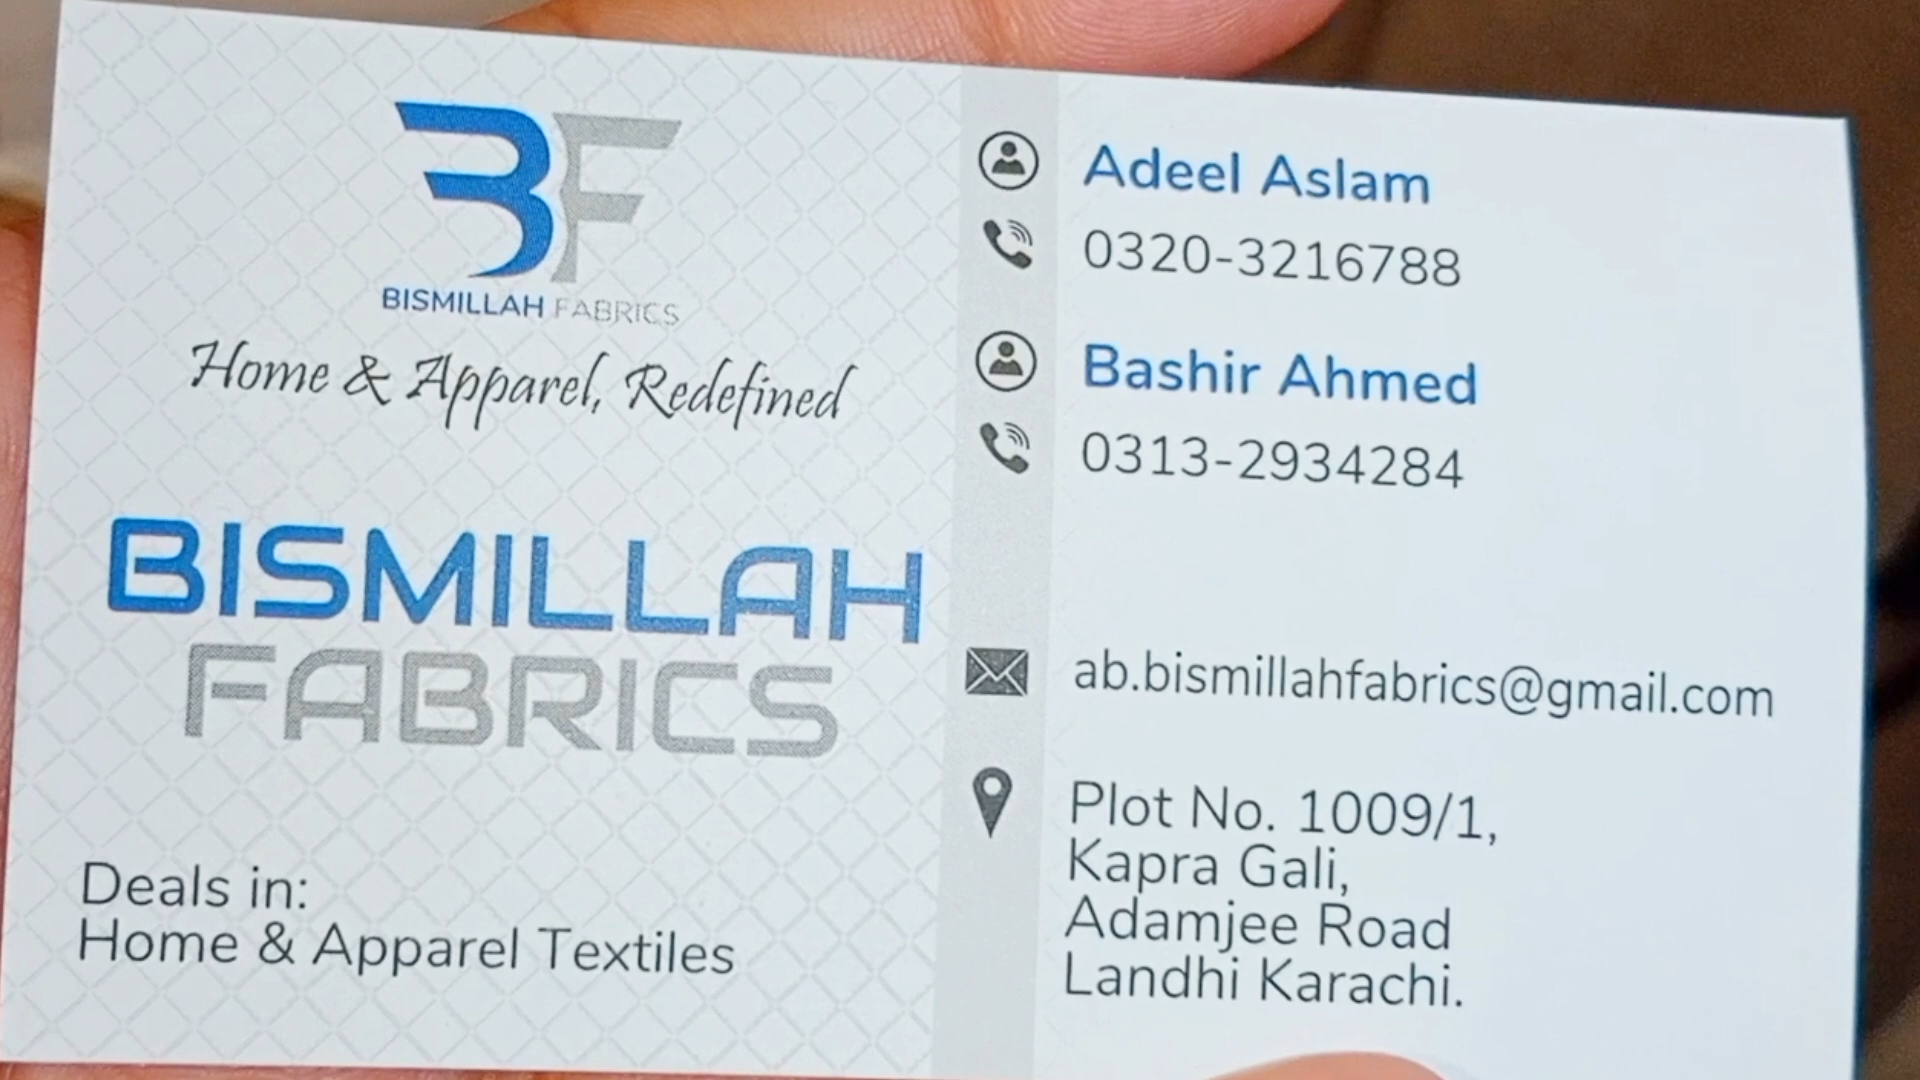 BF
BISMILLAH FABRICS
Home & Apparel, Redefined
BISMILLAH
FABRICS
Deals in:
Home & Apparel Textiles
Adeel Aslam
0320-3216788
Bashir Ahmed
0313-2934284
ab.bismillahfabrics@gmail.com
Plot No. 1009/1,
Kapra Gali,
Adamjee Road
Landhi Karachi.